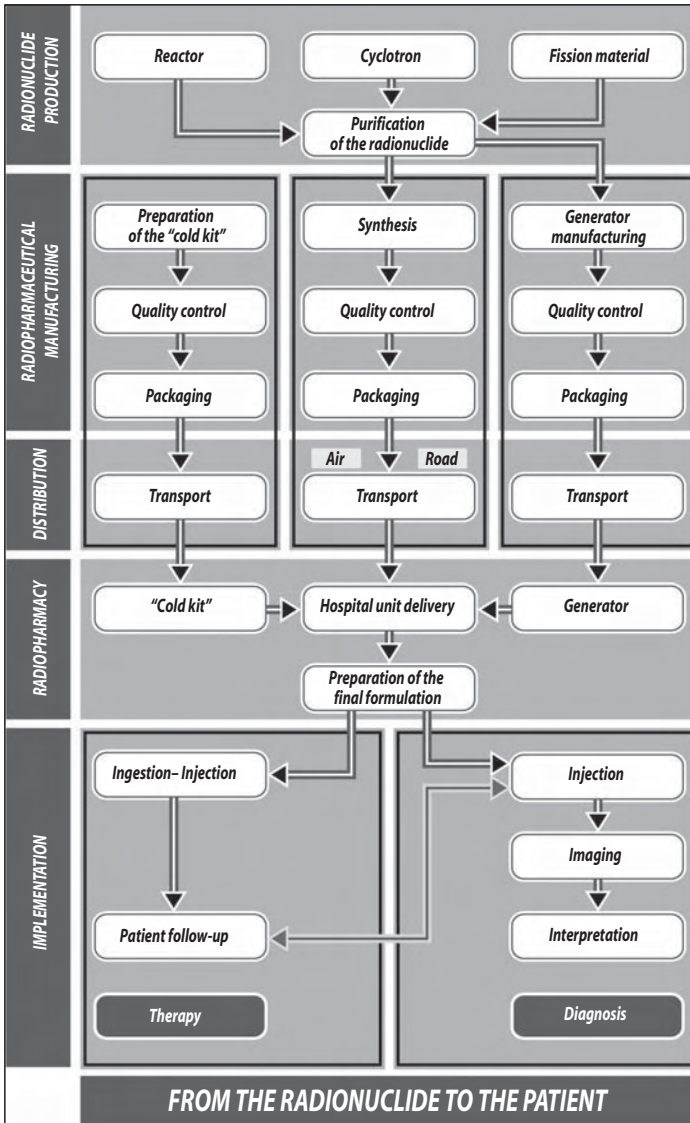 RADIONUCLIDE
PRODUCTION
Reactor
Cyclotron
Fission material
Purification
of the radionuclide
RADIOPHARMACEUTICAL
MANUFACTURING
Preparation
of the “cold kit”
Synthesis
Generator
manufacturing
Quality control
Quality control
Quality control
Packaging
Packaging
Packaging
DISTRIBUTION
Air
Road
Transport
Transport
Transport
RADIOPHARMACY
“Cold kit”
Hospital unit delivery
Generator
Preparation of the
final formulation
IMPLEMENTATION
Ingestion– Injection
Injection
Imaging
Patient follow-up
Interpretation
Therapy
Diagnosis
FROM THE RADIONUCLIDE TO THE PATIENT